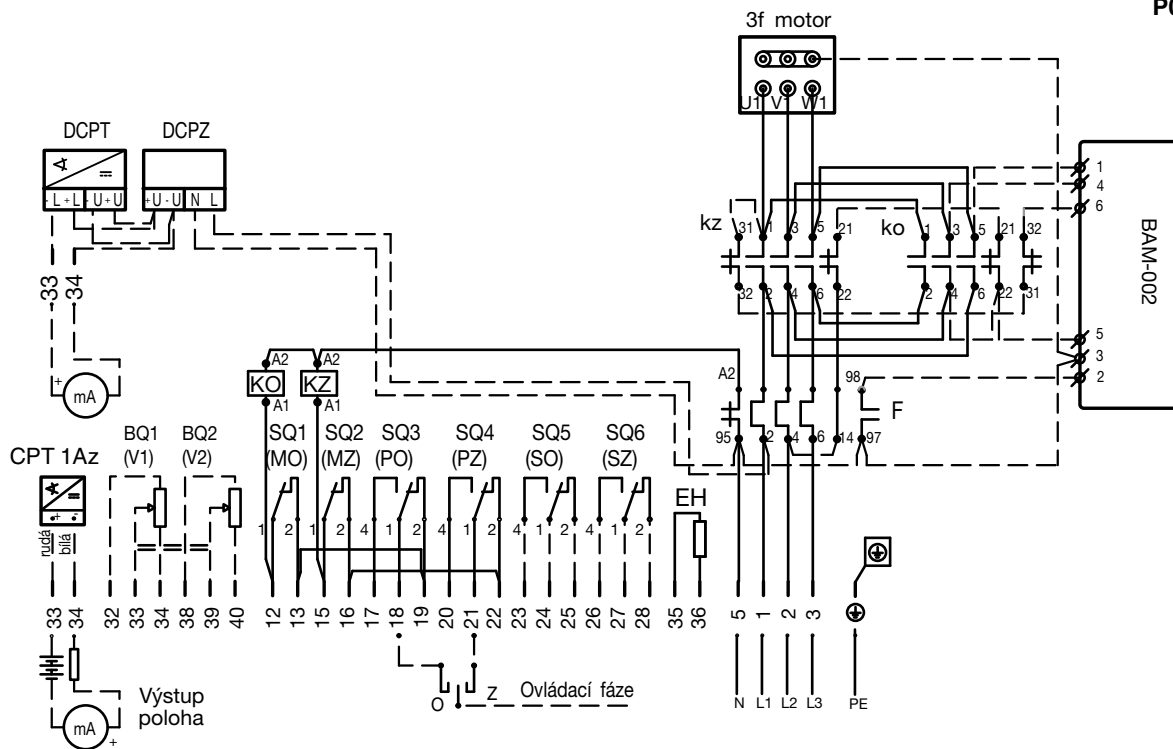 P0
3f motor
U1 V1 W1
DCPT DCPZ
- L + L - U + U + U - U N L
1
4
6
BAM-002
kz 31 1 3 5 21 ko 1 3 5 21 32
32 2 4 6 22 2 4 6 22 31
33 34
5
3
2
+ mA
A2 A2 A2 98
KO KZ F
A1 A1
95 2 4 6 14 97
CPT 1Az
BQ1 BQ2 SQ1 SQ2 SQ3 SQ4 SQ5 SQ6
(V1) (V2) (MO) (MZ) (PO) (PZ) (SO) (SZ)
EH
+ -
rudá
bílá
1 2 1 2 4 1 2 4 1 2 4 1 2 4 1 2
33 34 32 33 34 38 39 40 12 13 15 16 17 18 19 20 21 22 23 24 25 26 27 28 35 36 5 1 2 3
Výstup
poloha
mA +
O Z Ovládací fáze
N L1 L2 L3 PE